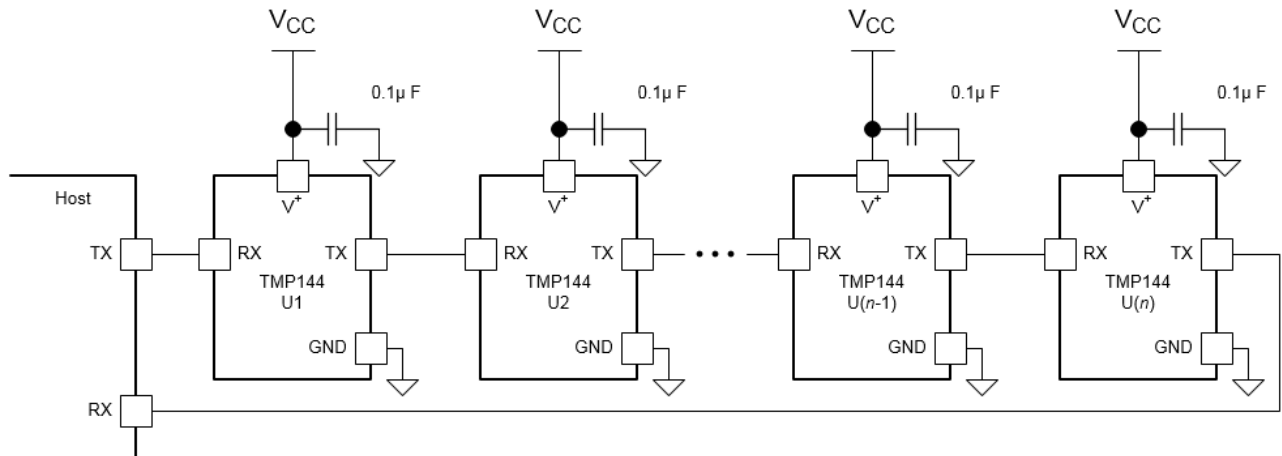 VCC VCC VCC VCC
0.1µ F 0.1µ F 0.1µ F 0.1µ F
Host
V+ V+ V+ V+
TX RX TX RX TX • • • RX TX RX TX
TMP144 TMP144 TMP144 TMP144
U1 U2 U(n-1) U(n)
GND GND GND GND
RX